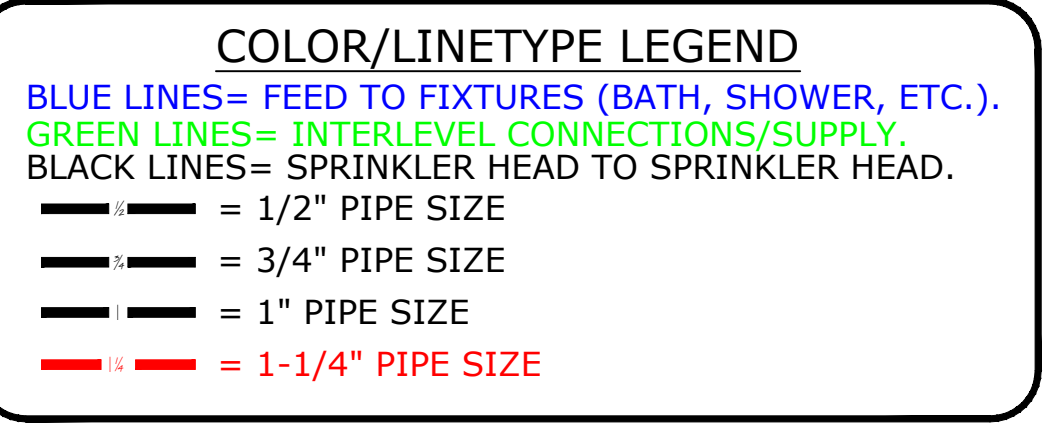 COLOR/LINETYPE LEGEND
BLUE LINES= FEED TO FIXTURES (BATH, SHOWER, ETC.).
GREEN LINES= INTERLEVEL CONNECTIONS/SUPPLY.
BLACK LINES= SPRINKLER HEAD TO SPRINKLER HEAD.
½ = 1/2" PIPE SIZE
¾ = 3/4" PIPE SIZE
1 = 1" PIPE SIZE
1¼ = 1-1/4" PIPE SIZE